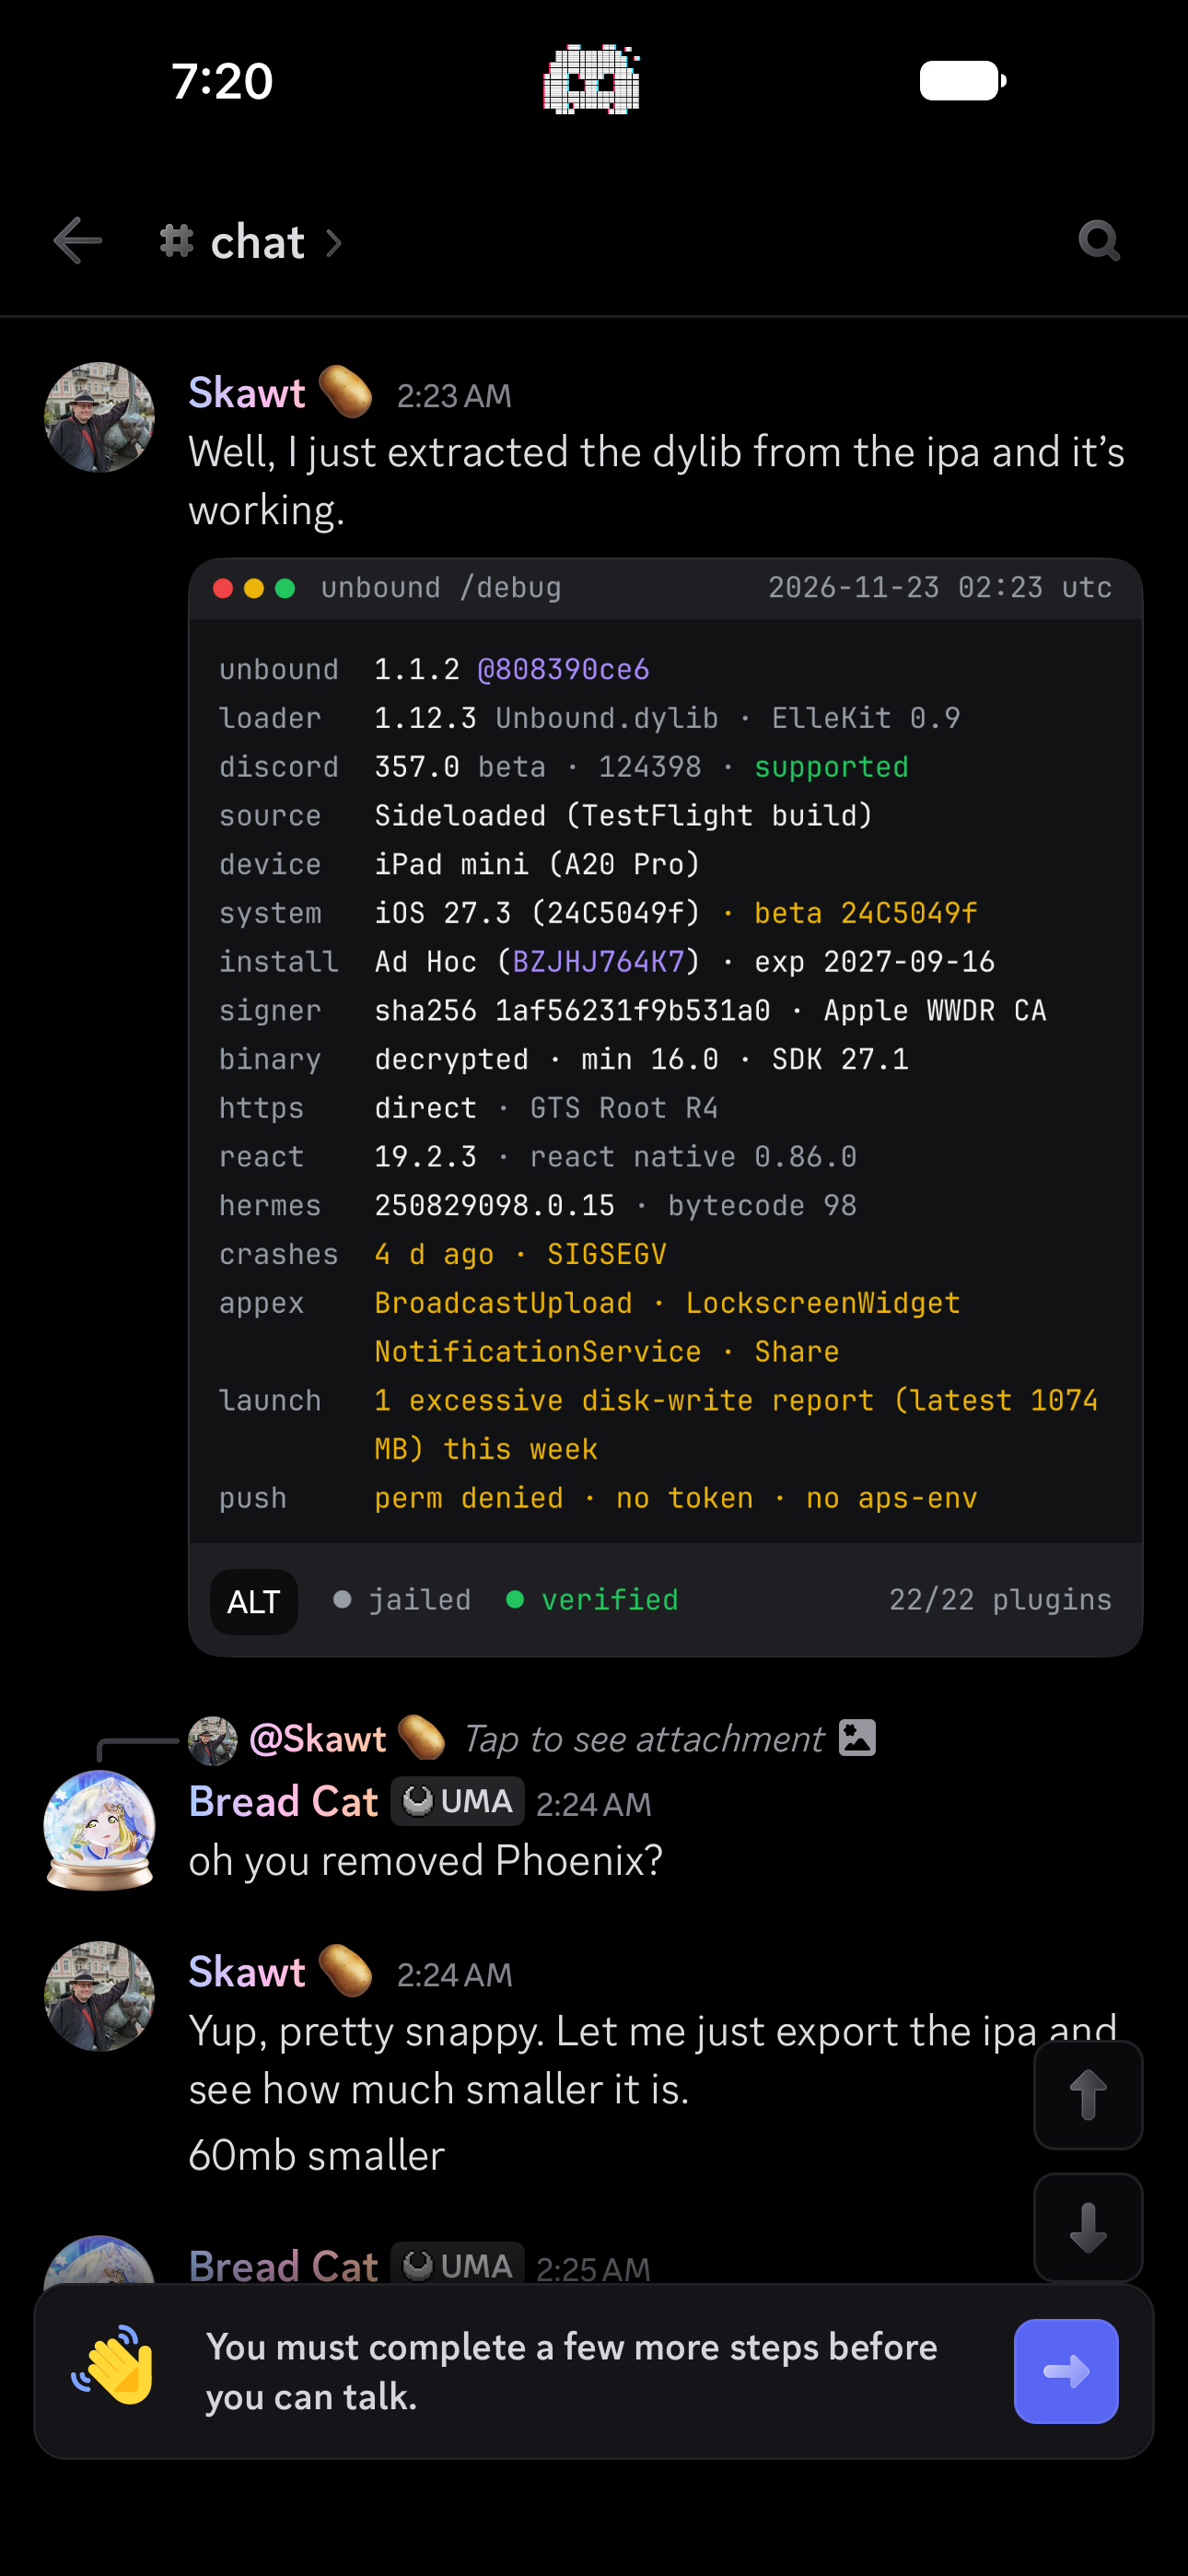 7:20
chat
Skawt 2:23 AM
Well, I just extracted the dylib from the ipa and it’s
working.
unbound /debug 2026-11-23 02:23 utc
unbound 1.1.2 @808390ce6
loader 1.12.3 Unbound.dylib · ElleKit 0.9
discord 357.0 beta · 124398 · supported
source Sideloaded (TestFlight build)
device iPad mini (A20 Pro)
system iOS 27.3 (24C5049f) · beta 24C5049f
install Ad Hoc (BZJHJ764K7) · exp 2027-09-16
signer sha256 1af56231f9b531a0 · Apple WWDR CA
binary decrypted · min 16.0 · SDK 27.1
https direct · GTS Root R4
react 19.2.3 · react native 0.86.0
hermes 250829098.0.15 · bytecode 98
crashes 4 d ago · SIGSEGV
appex BroadcastUpload · LockscreenWidget
NotificationService · Share
launch 1 excessive disk-write report (latest 1074
MB) this week
push perm denied · no token · no aps-env
ALT jailed verified 22/22 plugins
@Skawt Tap to see attachment
Bread Cat UMA 2:24 AM
oh you removed Phoenix?
Skawt 2:24 AM
Yup, pretty snappy. Let me just export the ipa and
see how much smaller it is.
60mb smaller
Bread Cat UMA 2:25 AM
You must complete a few more steps before
you can talk.